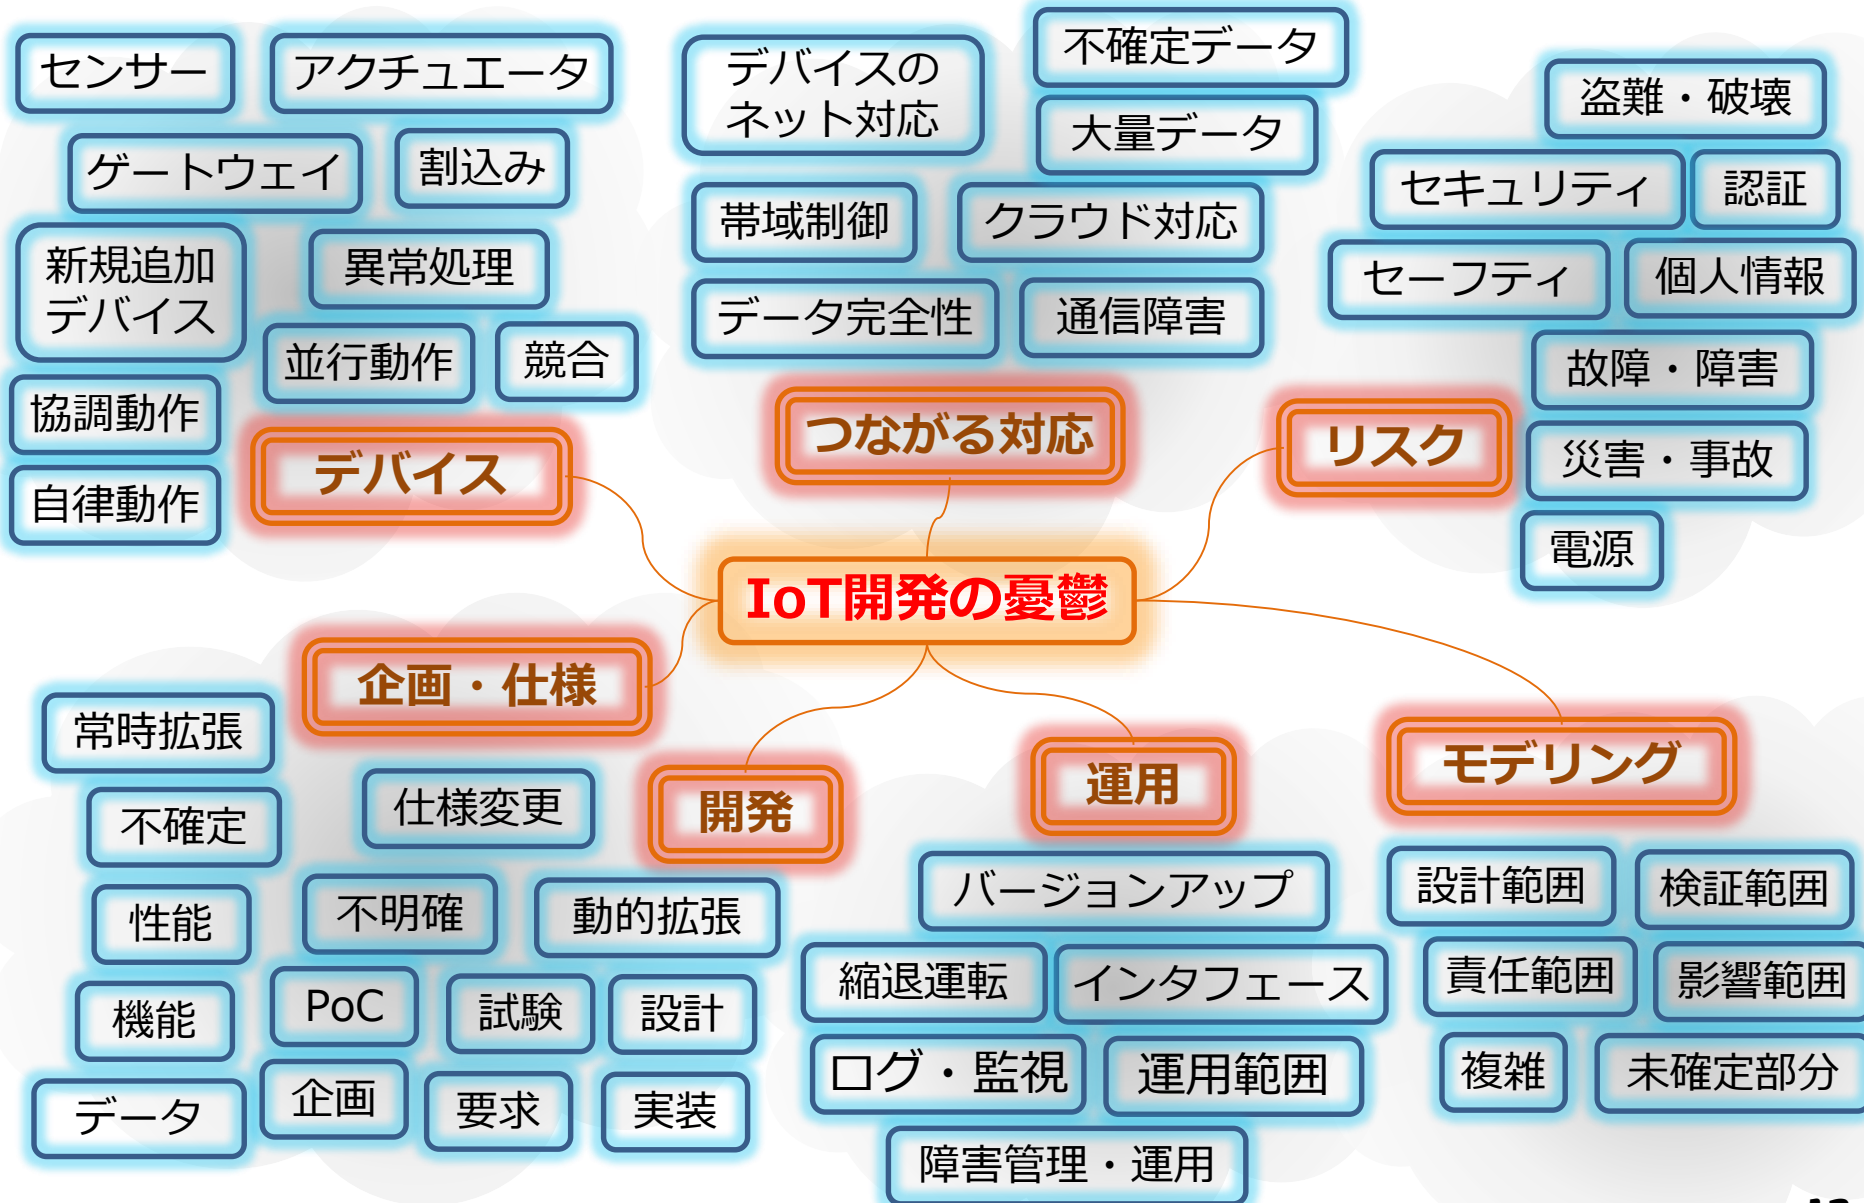 センサー
アクチュエータ
ゲートウェイ
割込み
新規追加
デバイス
異常処理
並行動作
競合
協調動作
自律動作
デバイス
デバイスの
ネット対応
不確定データ
大量データ
帯域制御
クラウド対応
データ完全性
通信障害
つながる対応
盗難・破壊
セキュリティ
認証
セーフティ
個人情報
故障・障害
リスク
災害・事故
電源
IoT開発の憂鬱
企画・仕様
常時拡張
不確定
仕様変更
性能
不明確
機能
PoC
データ
企画
開発
動的拡張
試験
設計
要求
実装
運用
バージョンアップ
縮退運転
インタフェース
ログ・監視
運用範囲
障害管理・運用
モデリング
設計範囲
検証範囲
責任範囲
影響範囲
複雑
未確定部分